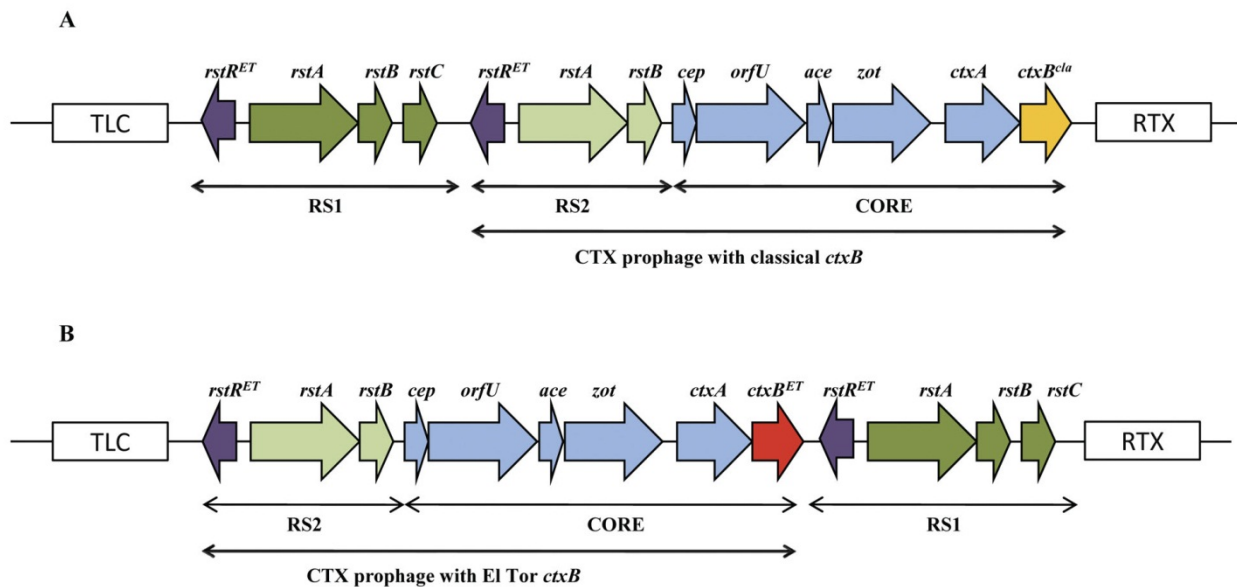 A
rstR^ET rstA rstB rstC rstR^ET rstA rstB cep orfU ace zot ctxA ctxB^cla
TLC RTX
RS1 RS2 CORE
CTX prophage with classical ctxB
B
rstR^ET rstA rstB cep orfU ace zot ctxA ctxB^ET rstR^ET rstA rstB rstC
TLC RTX
RS2 CORE RS1
CTX prophage with El Tor ctxB